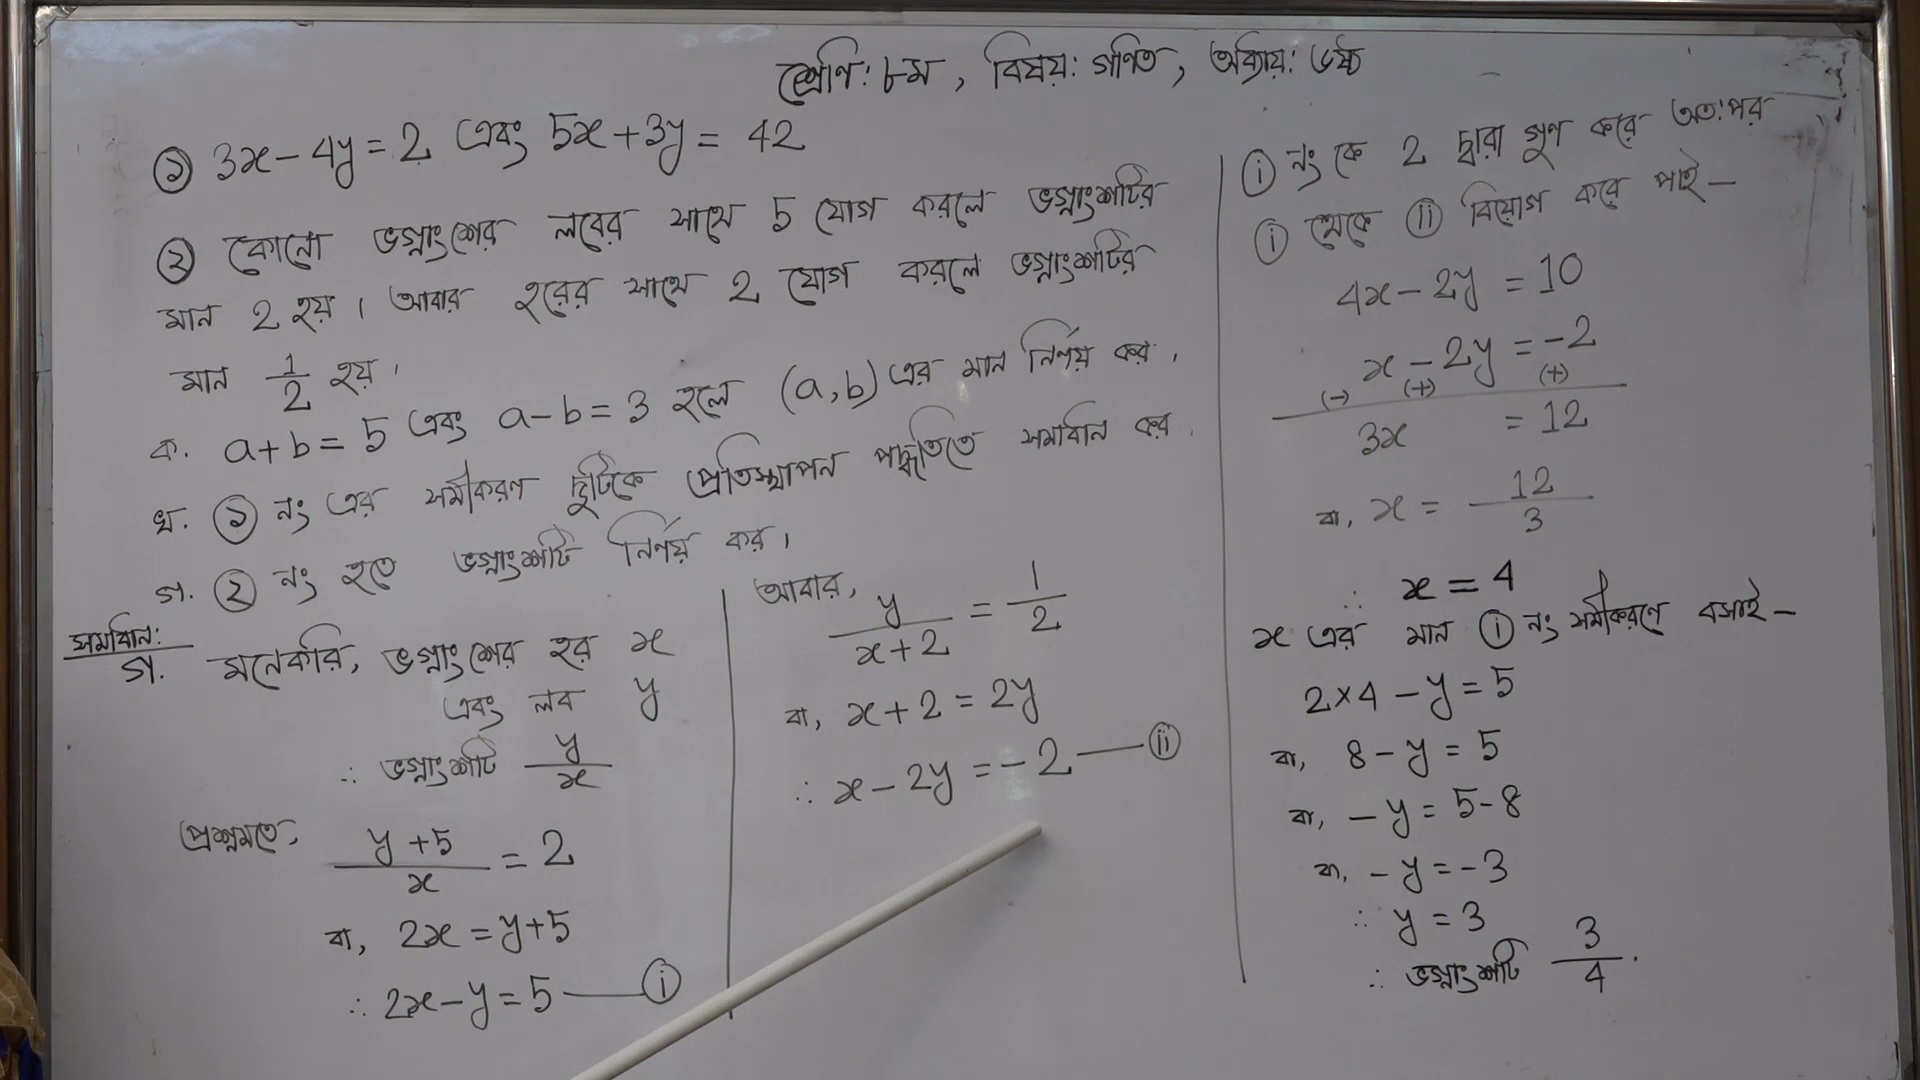 শ্রেণি: ৮ম, বিষয়: গণিত, অধ্যায়: ৬ষ্ঠ
① 3x - 4y = 2 এবং 5x + 3y = 42
② কোনো ভগ্নাংশের লবের সাথে 5 যোগ করলে ভগ্নাংশটির
মান 2 হয়। আবার হরের সাথে 2 যোগ করলে ভগ্নাংশটির
মান 1/2 হয়।
ক. a+b = 5 এবং a-b = 3 হলে (a,b) এর মান নির্ণয় কর।
খ. ① নং এর সমীকরণ দুটিকে প্রতিস্থাপন পদ্ধতিতে সমাধান কর।
গ. ② নং হতে ভগ্নাংশটি নির্ণয় কর।
সমাধান:
গ. মনেকরি, ভগ্নাংশের হর x
এবং লব y
∴ ভগ্নাংশটি y/x
প্রশ্নমতে, (y+5)/x = 2
বা, 2x = y+5
∴ 2x-y = 5 —— (i)
আবার, y/(x+2) = 1/2
বা, x+2 = 2y
∴ x-2y = -2 —— (ii)
(i) নং কে 2 দ্বারা গুণ করে অত:পর
(i) থেকে (ii) বিয়োগ করে পাই-
4x-2y = 10
x-2y = -2
(-) (+) (+)
3x = 12
বা, x = 12/3
∴ x = 4
x এর মান (i) নং সমীকরণে বসাই-
2×4 - y = 5
বা, 8-y = 5
বা, -y = 5-8
বা, -y = -3
∴ y = 3
∴ ভগ্নাংশটি 3/4.